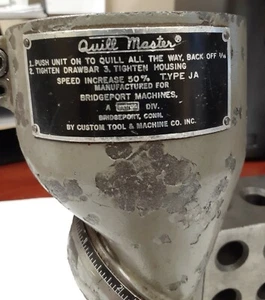 Quill Master®
1. PUSH UNIT ON TO QUILL ALL THE WAY, BACK OFF 1/16
2. TIGHTEN DRAWBAR 3. TIGHTEN HOUSING
SPEED INCREASE 50% TYPE JA
MANUFACTURED FOR
BRIDGEPORT MACHINES,
A textron DIV.
BRIDGEPORT, CONN.
BY CUSTOM TOOL & MACHINE CO. INC.